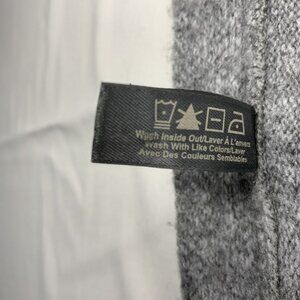 Wash Inside Out/Laver À L'envers
Wash With Like Colors/Laver
Avec Des Couleurs Semblables